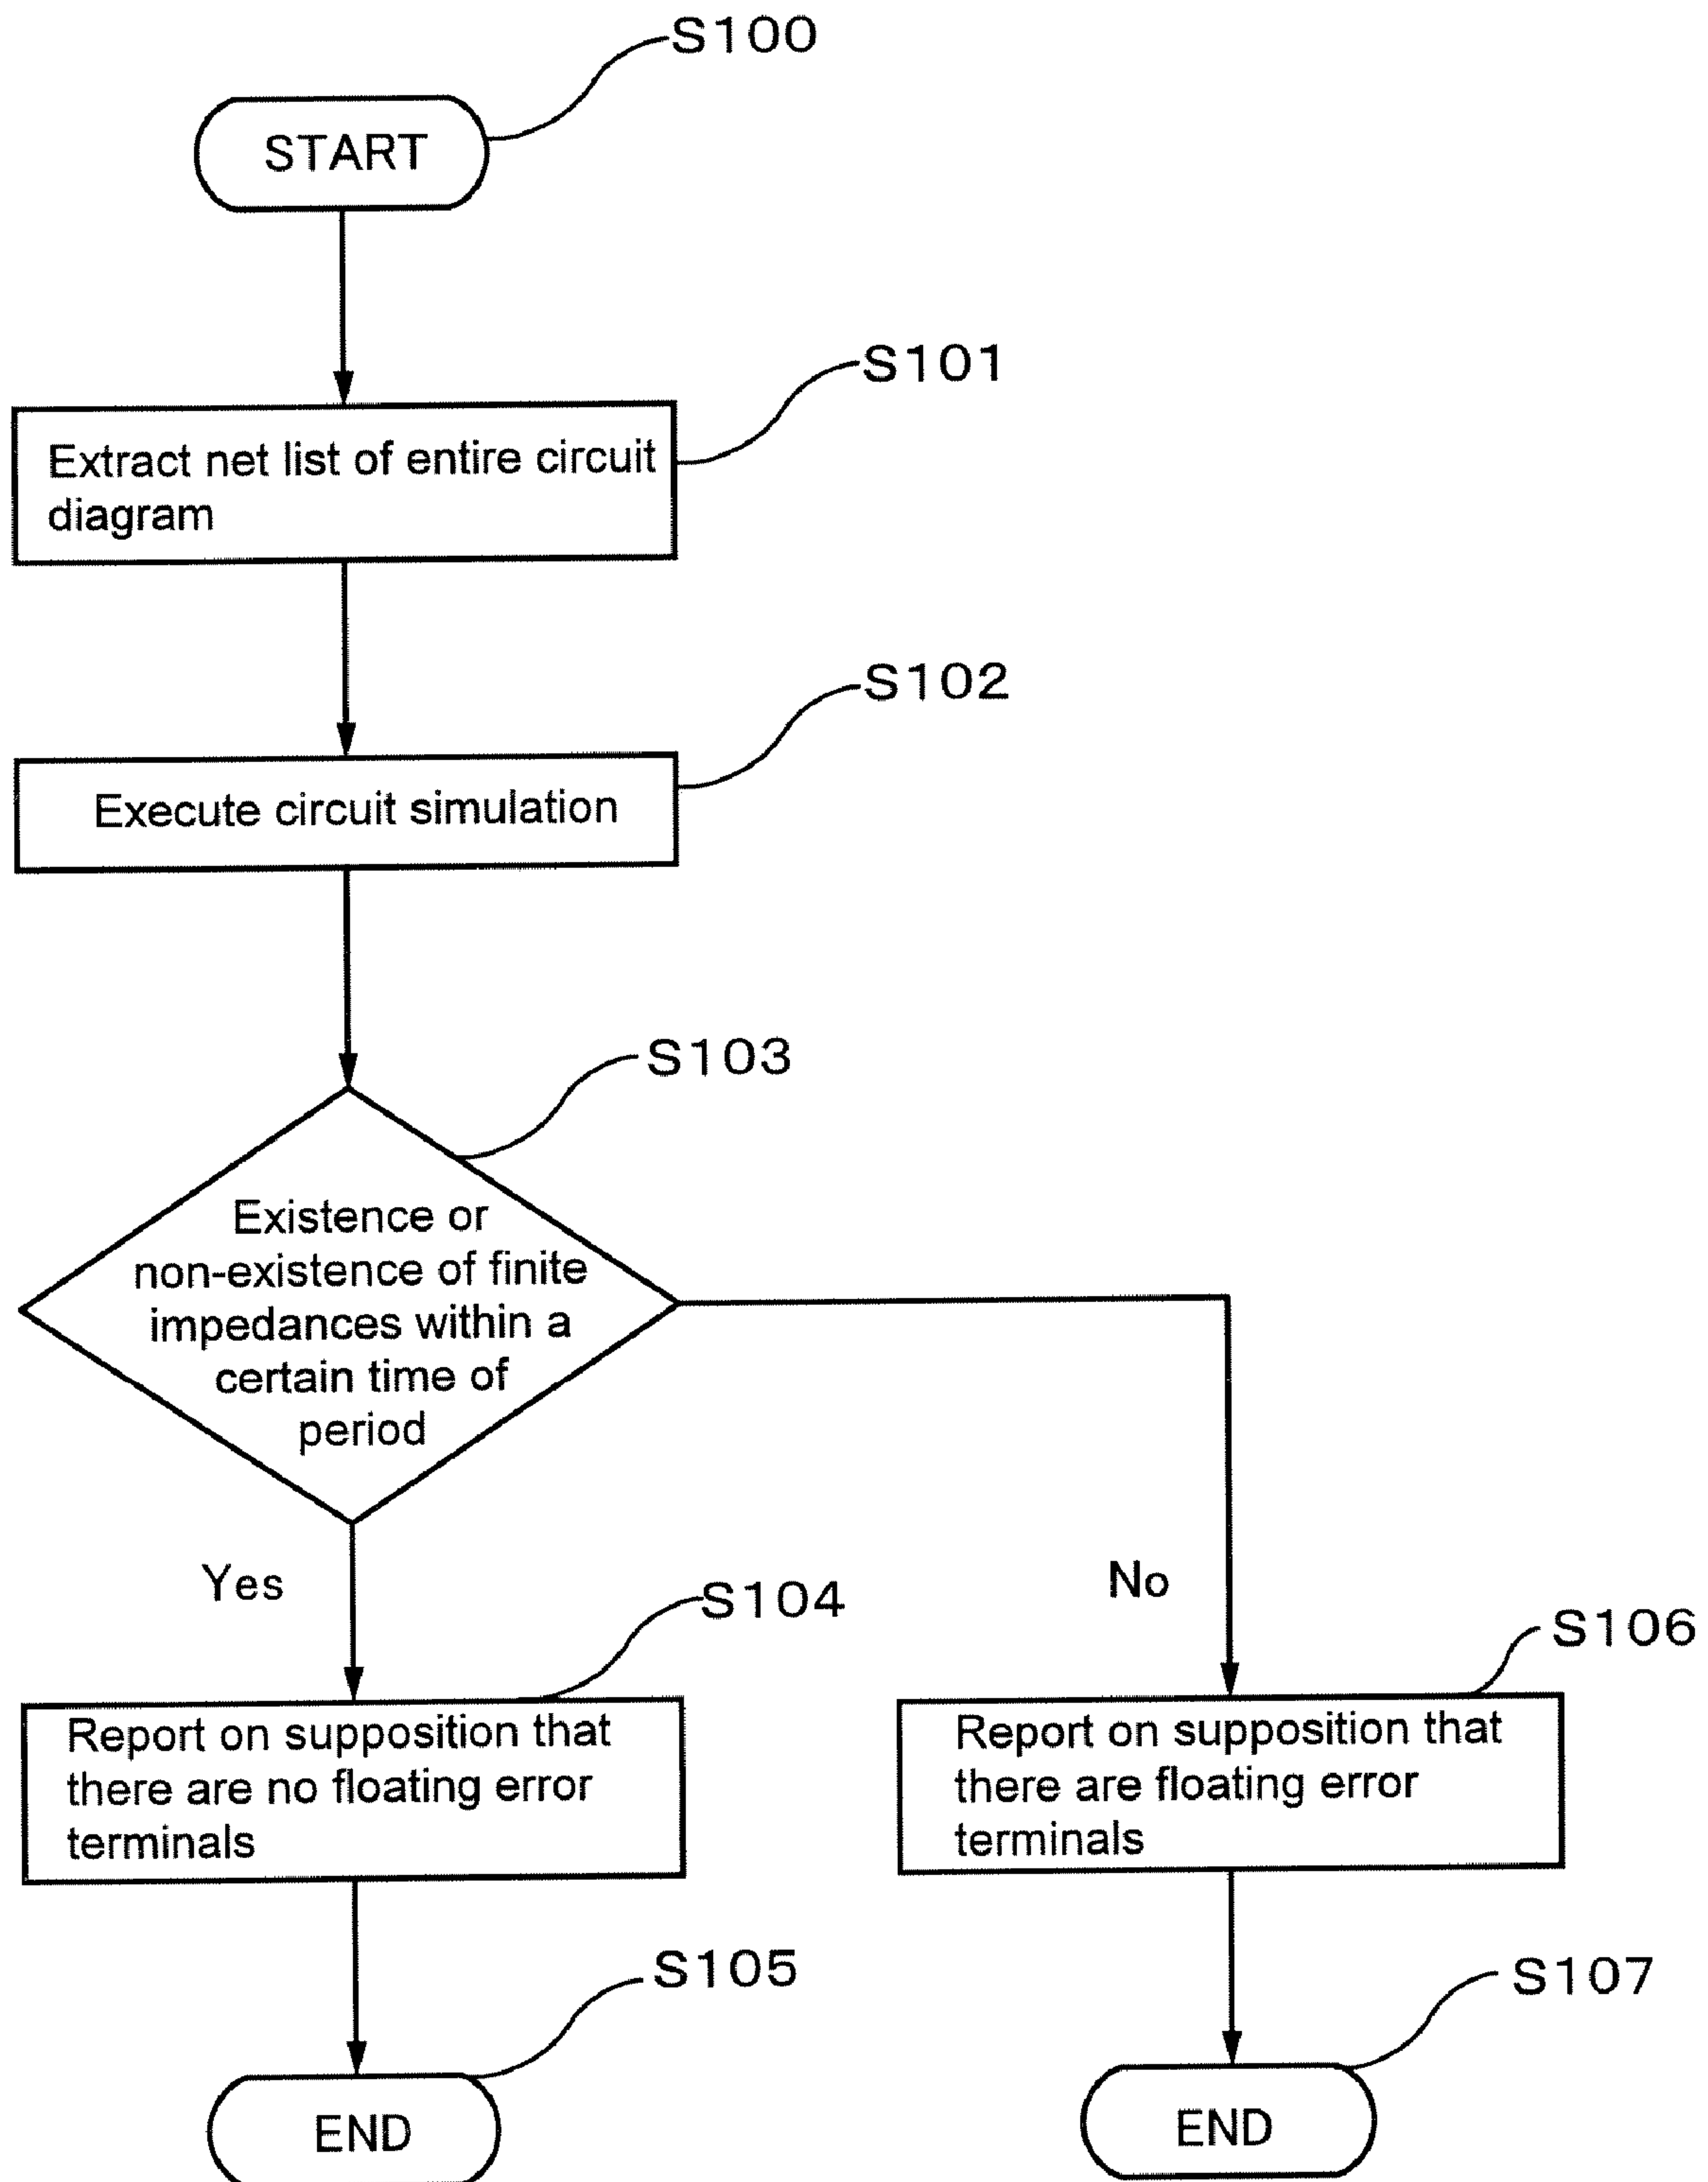 S100
START
S101
Extract net list of entire circuit
diagram
S102
Execute circuit simulation
S103
Existence or
non-existence of finite
impedances within a
certain time of
period
Yes
No
S104
Report on supposition that
there are no floating error
terminals
S106
Report on supposition that
there are floating error
terminals
S105
END
S107
END